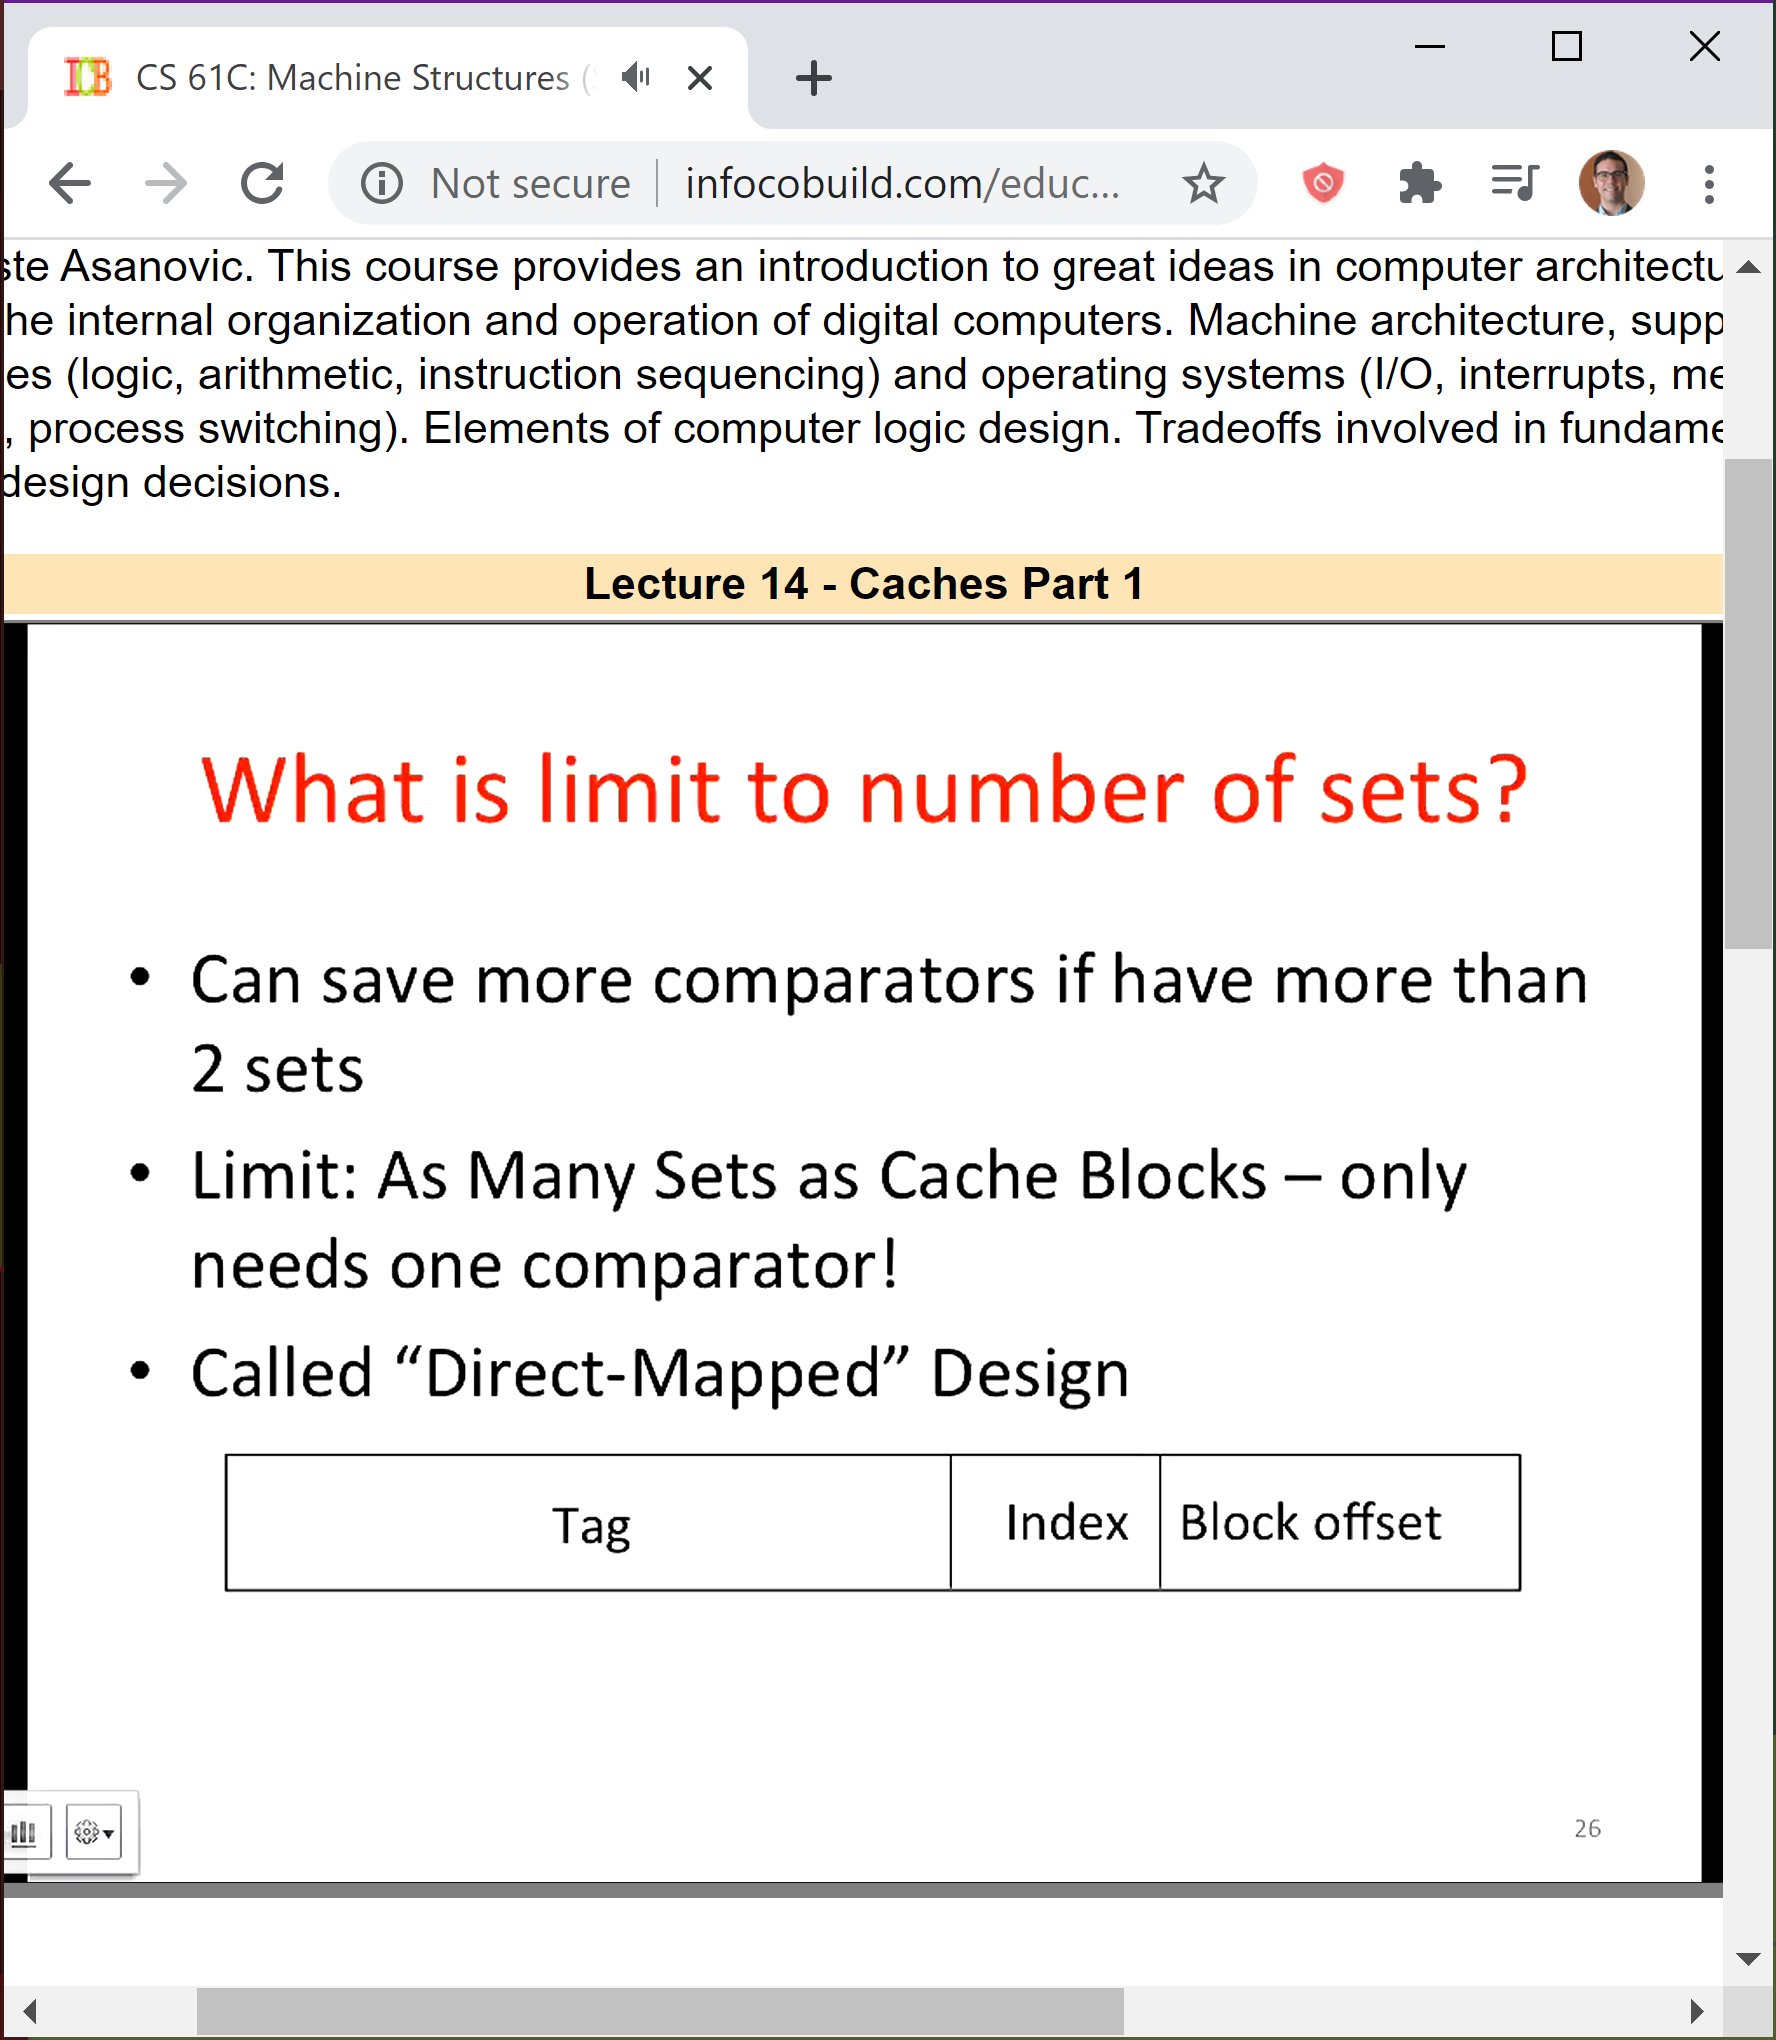 CS 61C: Machine Structures (
Not secure
infocobuild.com/educ...
ste Asanovic. This course provides an introduction to great ideas in computer architectu
he internal organization and operation of digital computers. Machine architecture, supp
es (logic, arithmetic, instruction sequencing) and operating systems (I/O, interrupts, me
, process switching). Elements of computer logic design. Tradeoffs involved in fundame
design decisions.
Lecture 14 - Caches Part 1
What is limit to number of sets?
• Can save more comparators if have more than
2 sets
• Limit: As Many Sets as Cache Blocks – only
needs one comparator!
• Called “Direct-Mapped” Design
Tag
Index
Block offset
26